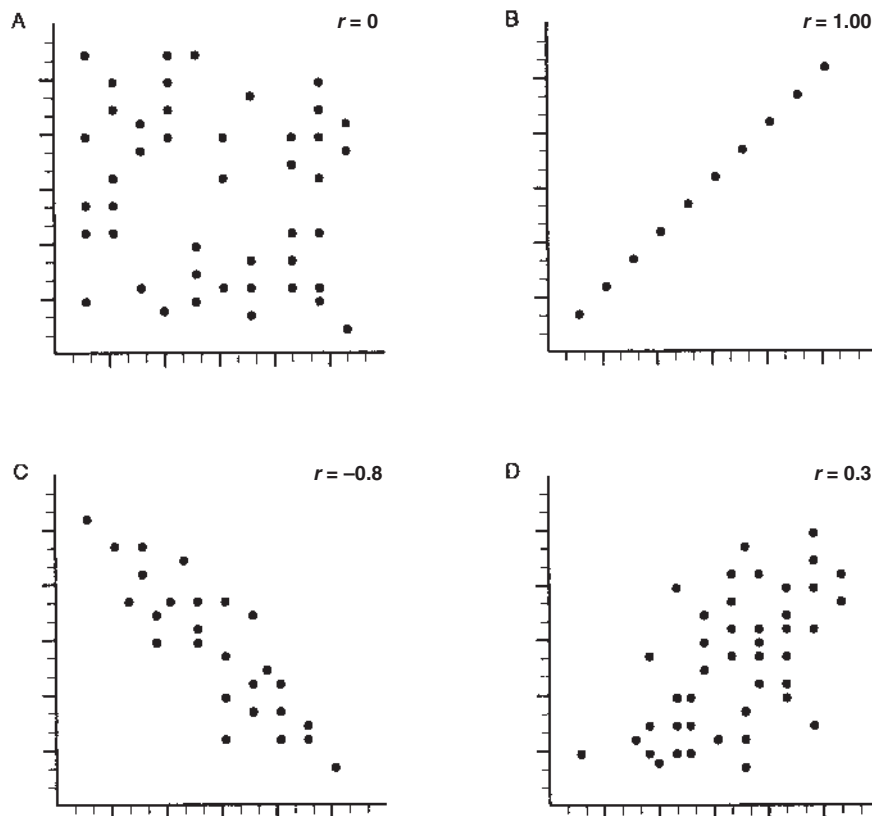 A
r = 0
B
r = 1.00
C
r = –0.8
D
r = 0.3